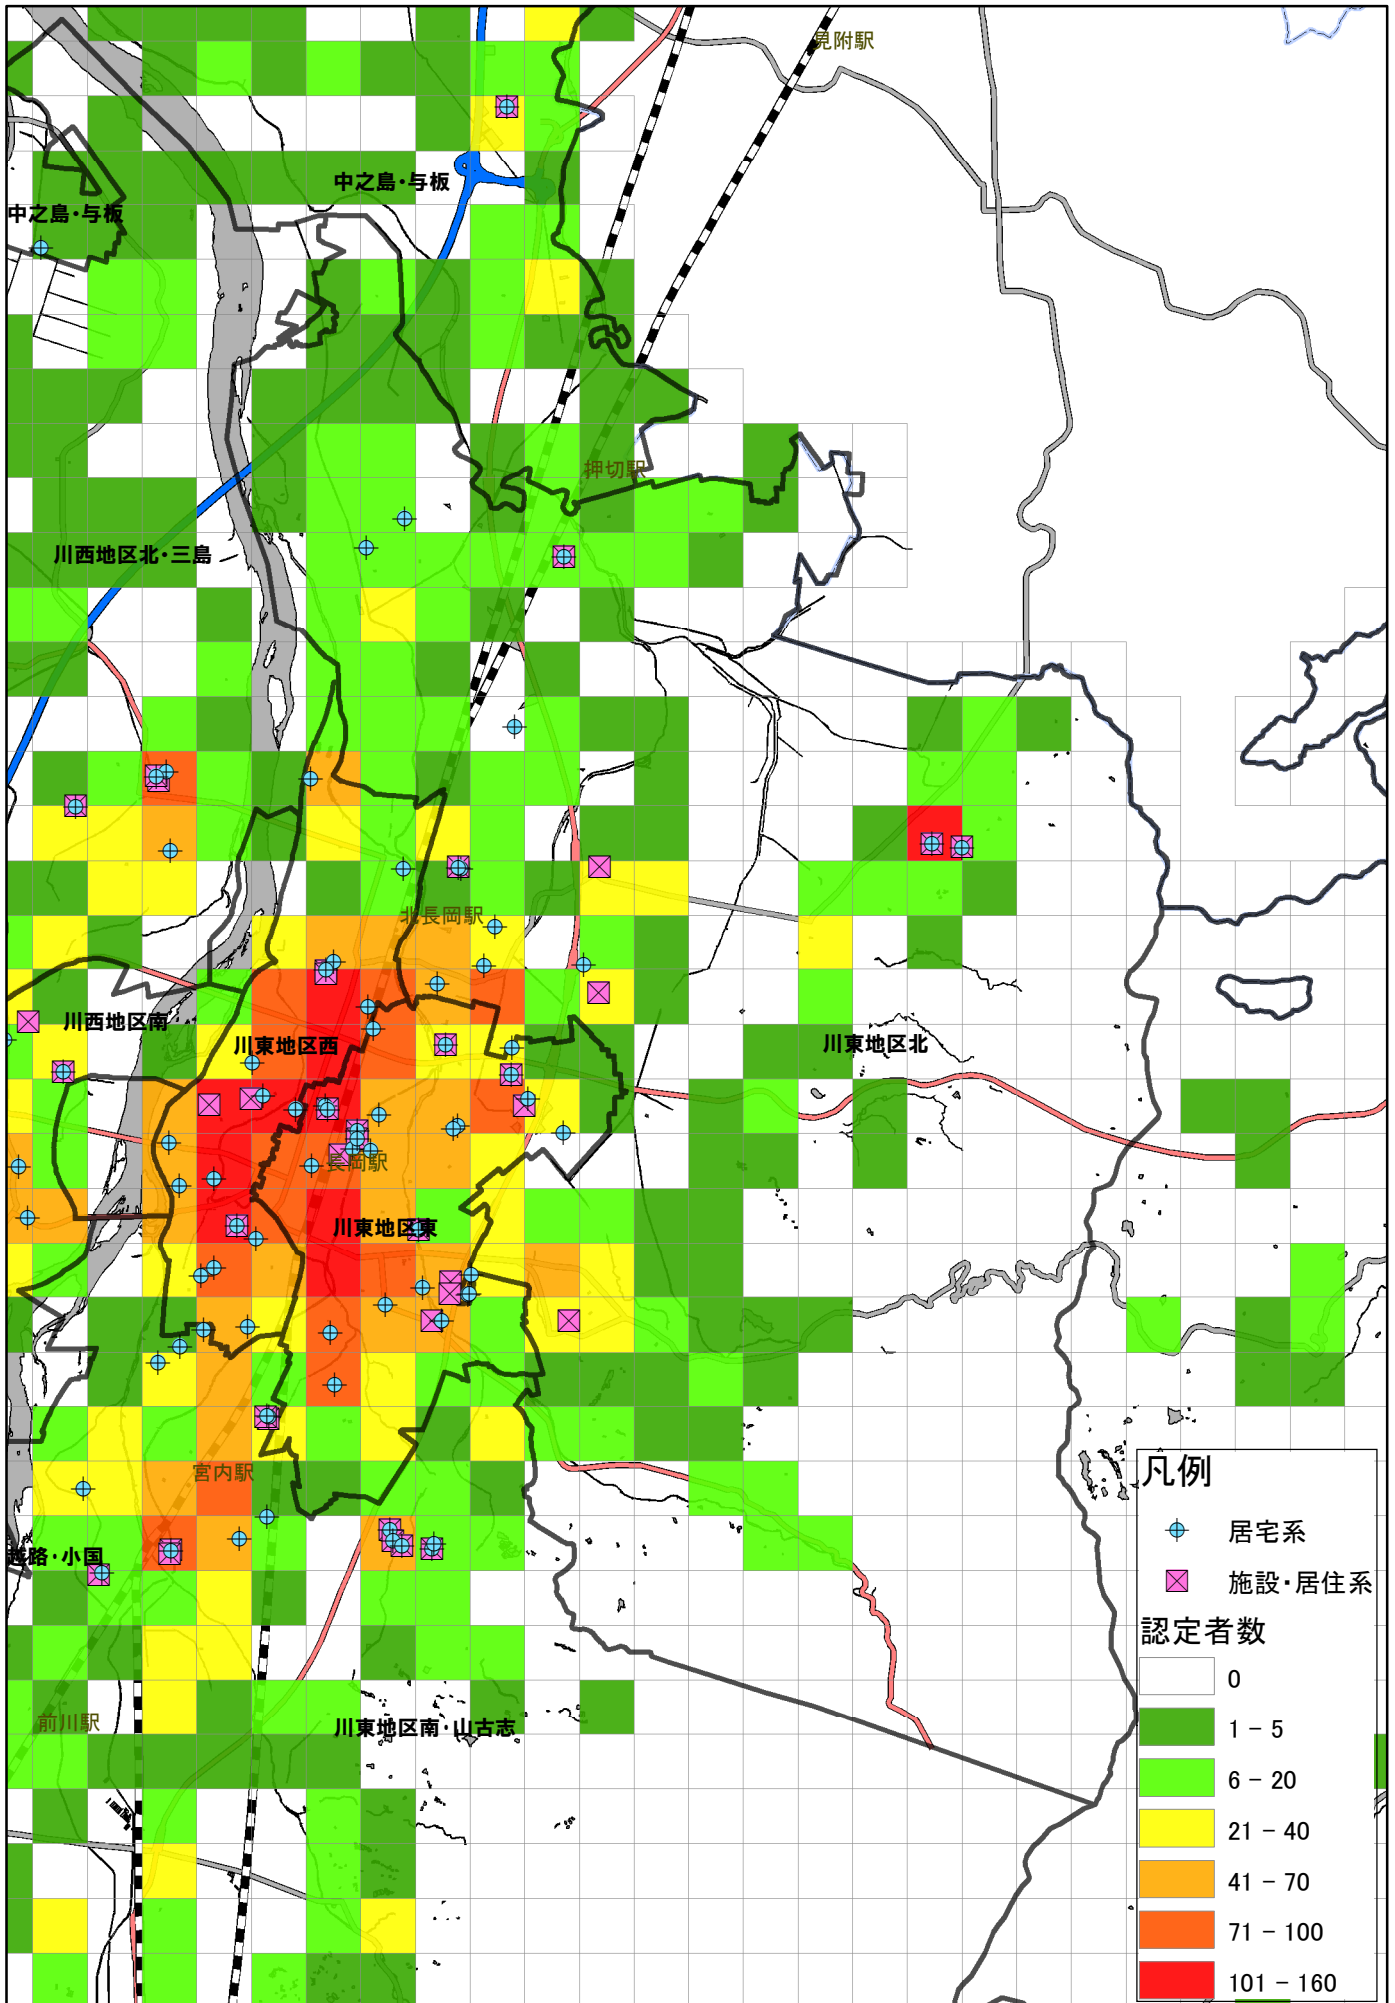 見附駅
中之島・与板
中之島・与板
押切駅
川西地区北・三島
北長岡駅
川西地区南
川東地区西
川東地区北
長岡駅
川東地区東
宮内駅
越路・小国
前川駅
川東地区南・山古志
凡例
居宅系
施設・居住系
認定者数
0
1 - 5
6 - 20
21 - 40
41 - 70
71 - 100
101 - 160